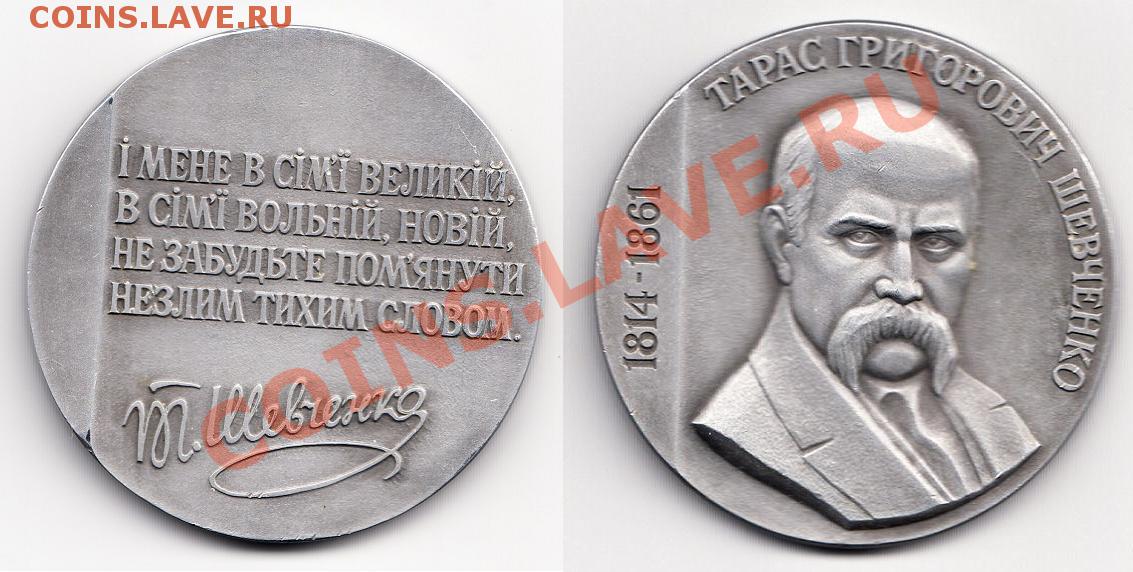 COINS.LAVE.RU
І МЕНЕ В СІМ'Ї ВЕЛИКІЙ,
В СІМ'Ї ВОЛЬНІЙ, НОВІЙ,
НЕ ЗАБУДЬТЕ ПОМ'ЯНУТИ
НЕЗЛИМ ТИХИМ СЛОВОМ.
Т. Шевченко
ТАРАС ГРИГОРОВИЧ ШЕВЧЕНКО
1814-1861
COINS.LAVE.RU